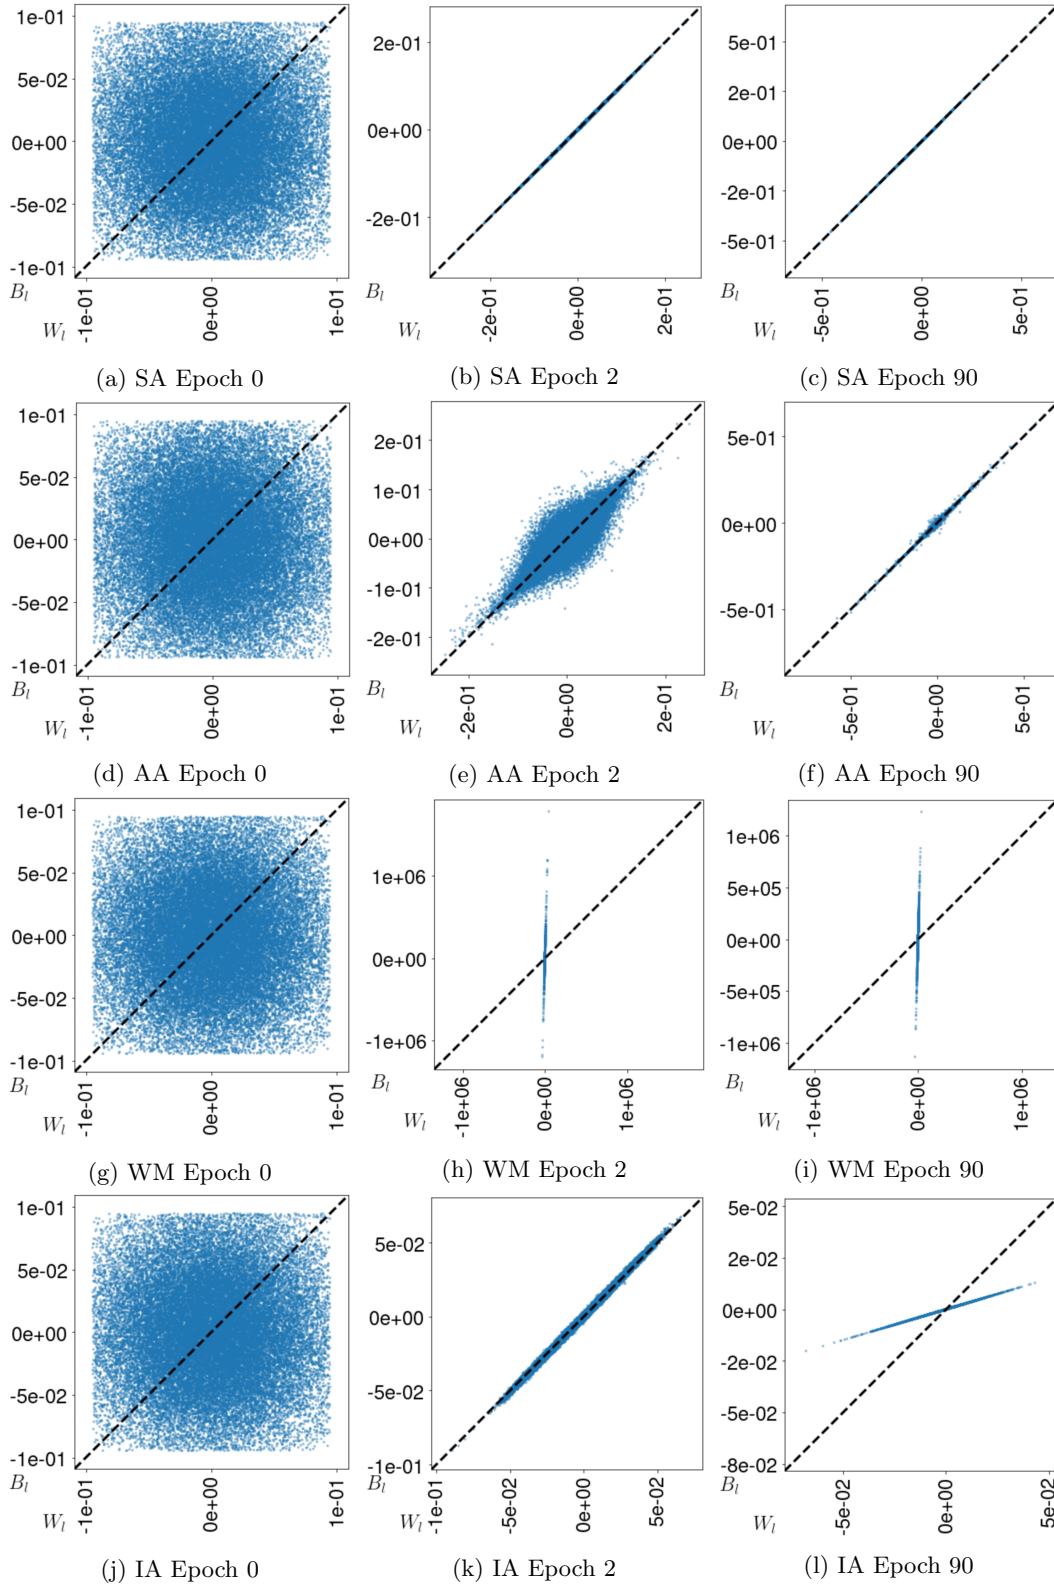 1e-01
5e-02
0e+00
-5e-02
-1e-01
B_l
W_l
-1e-01
0e+00
1e-01
(a) SA Epoch 0
2e-01
0e+00
-2e-01
B_l
W_l
-2e-01
0e+00
2e-01
(b) SA Epoch 2
5e-01
2e-01
0e+00
-2e-01
-5e-01
B_l
W_l
-5e-01
0e+00
5e-01
(c) SA Epoch 90
1e-01
5e-02
0e+00
-5e-02
-1e-01
B_l
W_l
-1e-01
0e+00
1e-01
(d) AA Epoch 0
2e-01
1e-01
0e+00
-1e-01
-2e-01
B_l
W_l
-2e-01
0e+00
2e-01
(e) AA Epoch 2
5e-01
0e+00
-5e-01
B_l
W_l
-5e-01
0e+00
5e-01
(f) AA Epoch 90
1e-01
5e-02
0e+00
-5e-02
-1e-01
B_l
W_l
-1e-01
0e+00
1e-01
(g) WM Epoch 0
1e+06
0e+00
-1e+06
B_l
W_l
-1e+06
0e+00
1e+06
(h) WM Epoch 2
1e+06
5e+05
0e+00
-5e+05
-1e+06
B_l
W_l
-1e+06
0e+00
1e+06
(i) WM Epoch 90
1e-01
5e-02
0e+00
-5e-02
-1e-01
B_l
W_l
-1e-01
0e+00
1e-01
(j) IA Epoch 0
5e-02
0e+00
-5e-02
-1e-01
B_l
W_l
-1e-01
-5e-02
0e+00
5e-02
(k) IA Epoch 2
5e-02
2e-02
0e+00
-2e-02
-5e-02
-8e-02
B_l
W_l
-5e-02
0e+00
5e-02
(l) IA Epoch 90